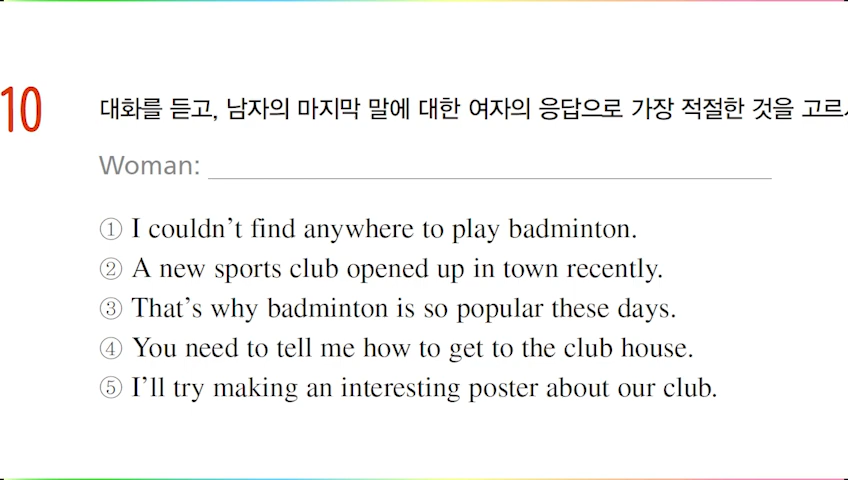 10
대화를 듣고, 남자의 마지막 말에 대한 여자의 응답으로 가장 적절한 것을
Woman:
① I couldn't find anywhere to play badminton.
② A new sports club opened up in town recently.
③ That's why badminton is so popular these days.
④ You need to tell me how to get to the club house.
⑤ I'll try making an interesting poster about our club.